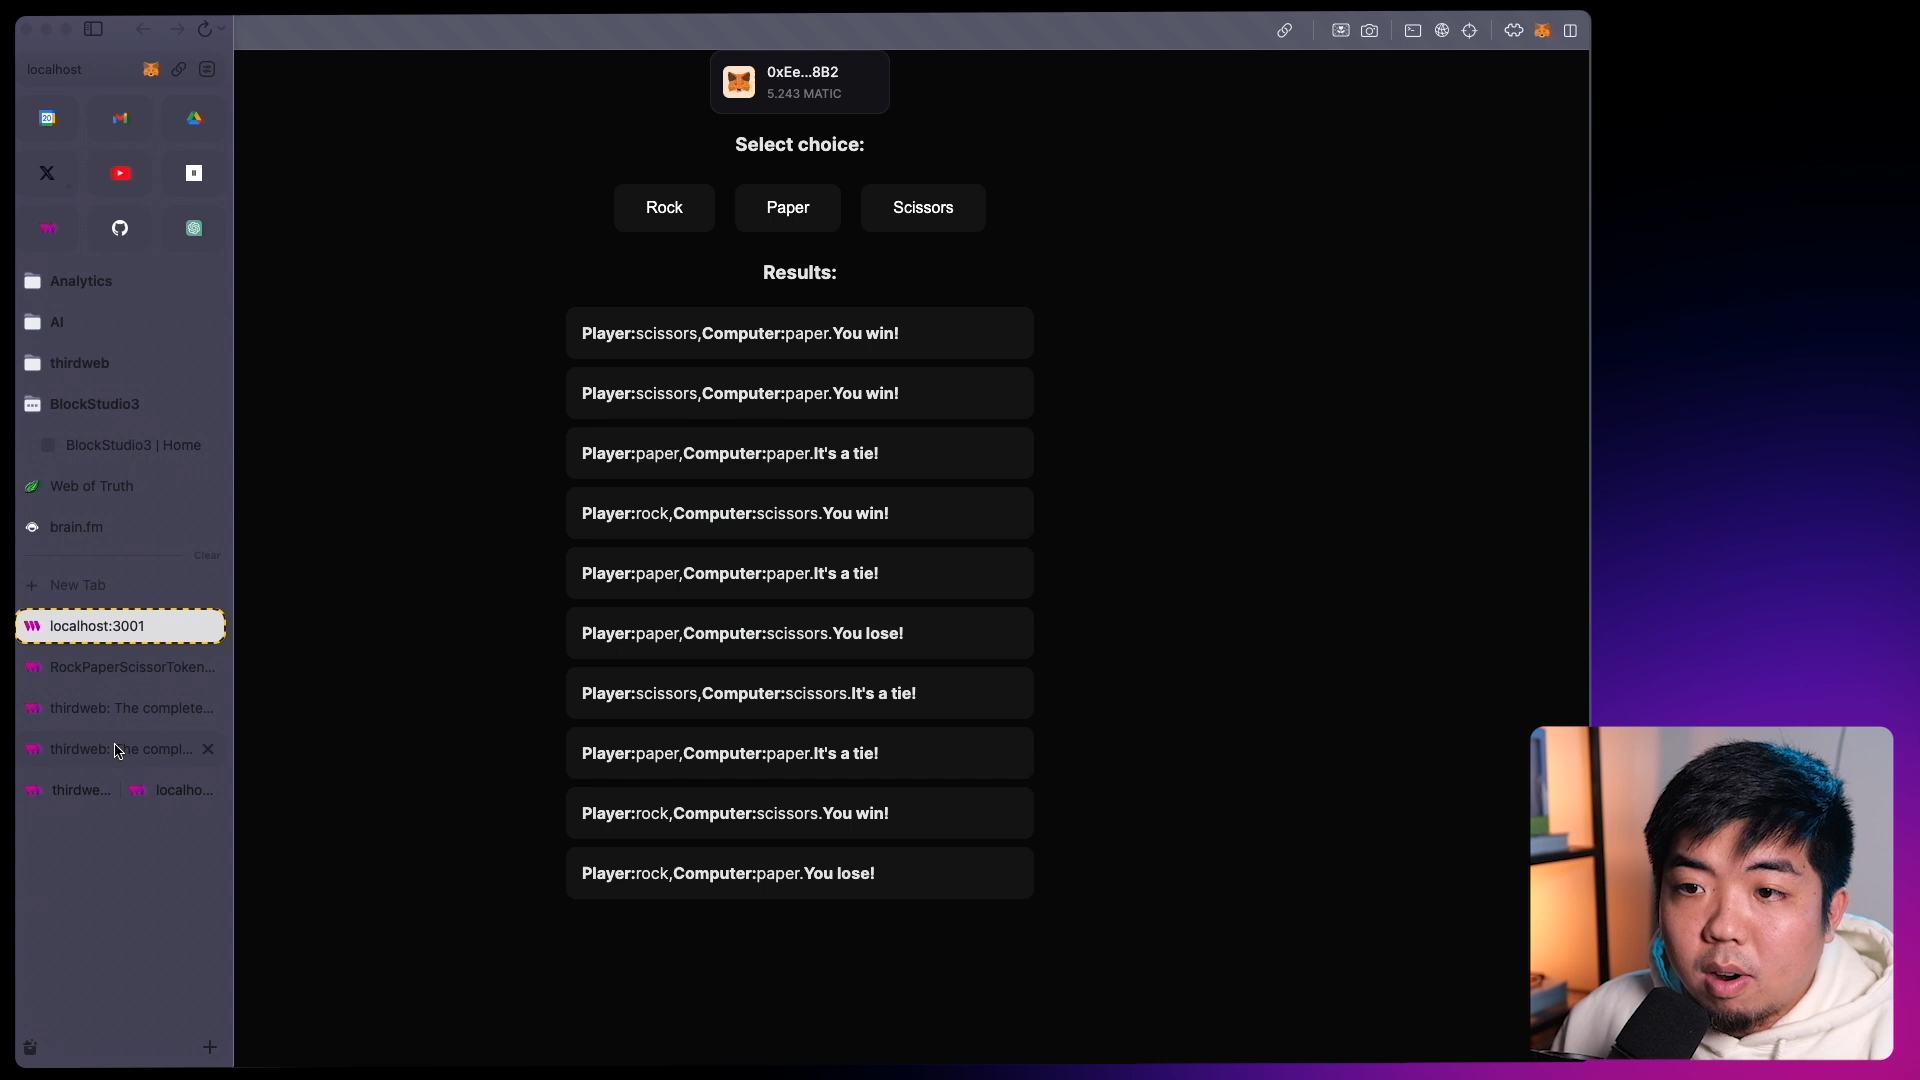 localhost
20
Analytics
AI
thirdweb
BlockStudio3
BlockStudio3 | Home
Web of Truth
brain.fm
Clear
New Tab
localhost:3001
RockPaperScissorToken...
thirdweb: The complete...
thirdweb: The compl...
thirdwe...
localho...
0xEe...8B2
5.243 MATIC
Select choice:
Rock
Paper
Scissors
Results:
Player:scissors,Computer:paper.You win!
Player:scissors,Computer:paper.You win!
Player:paper,Computer:paper.It's a tie!
Player:rock,Computer:scissors.You win!
Player:paper,Computer:paper.It's a tie!
Player:paper,Computer:scissors.You lose!
Player:scissors,Computer:scissors.It's a tie!
Player:paper,Computer:paper.It's a tie!
Player:rock,Computer:scissors.You win!
Player:rock,Computer:paper.You lose!